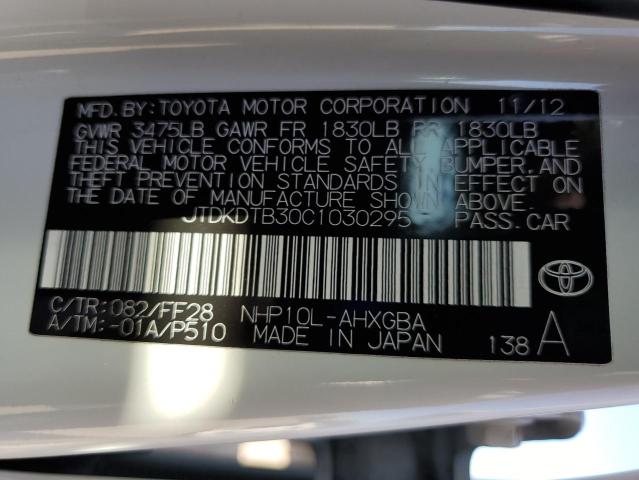 MFD. BY: TOYOTA MOTOR CORPORATION 11/12
GVWR 3475LB GAWR FR 1830LB RR 1830LB
THIS VEHICLE CONFORMS TO ALL APPLICABLE
FEDERAL MOTOR VEHICLE SAFETY, BUMPER, AND
THEFT PREVENTION STANDARDS IN EFFECT ON
THE DATE OF MANUFACTURE SHOWN ABOVE.
JTDKDTB30C1030295 PASS. CAR
C/TR: 082/FF28 NHP10L-AHXGBA
A/TM: -01A/P510 MADE IN JAPAN 138 A